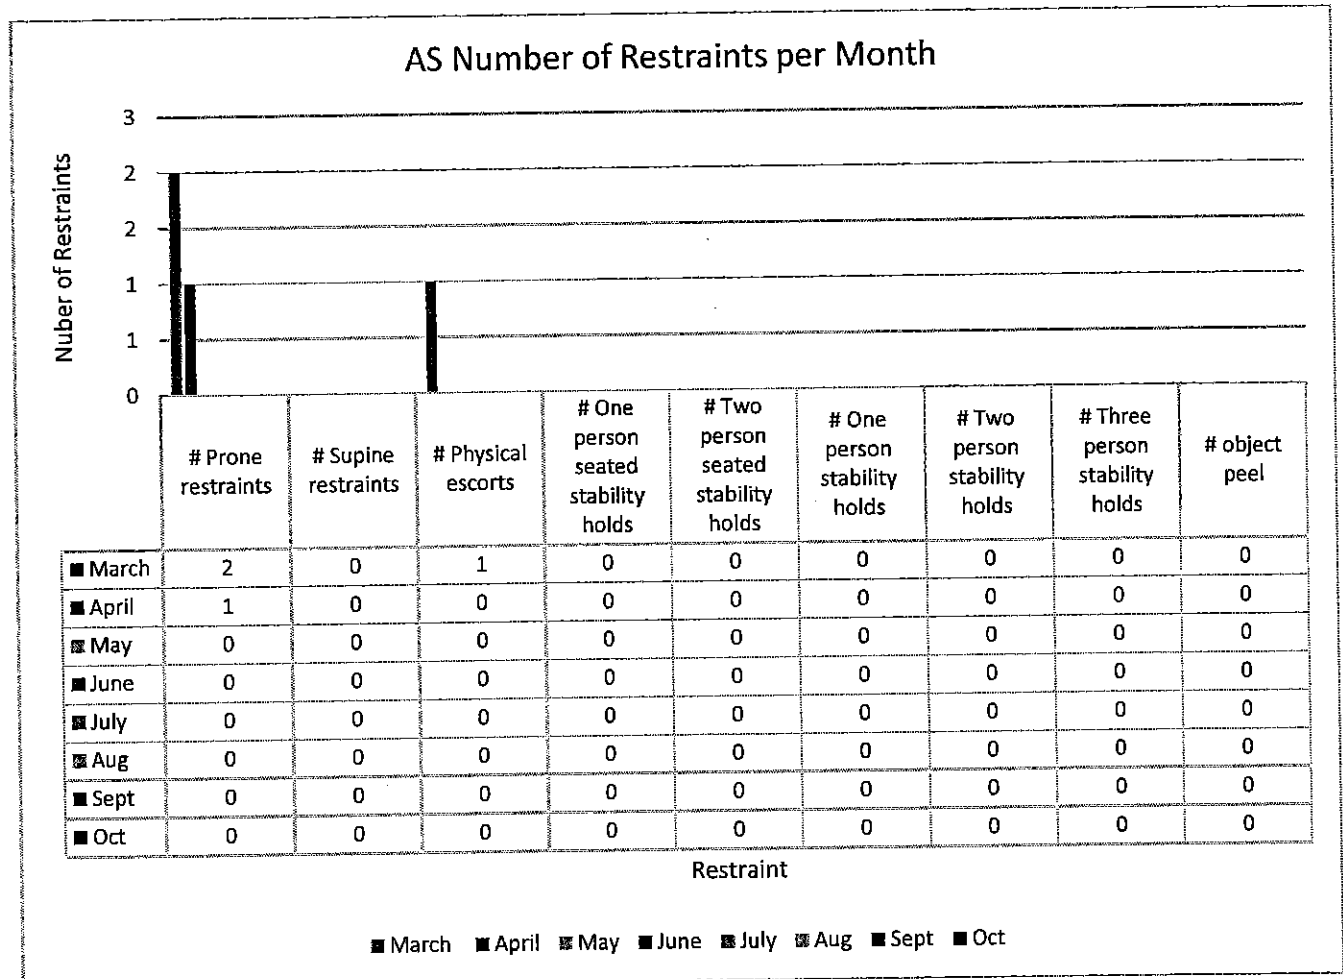 AS Number of Restraints per Month
3
2
2
1
1
0
Nuber of Restraints
# Prone restraints	# Supine restraints	# Physical escorts	# One person seated stability holds	# Two person seated stability holds	# One person stability holds	# Two person stability holds	# Three person stability holds	# object peel
March	2	0	1	0	0	0	0	0	0
April	1	0	0	0	0	0	0	0	0
May	0	0	0	0	0	0	0	0	0
June	0	0	0	0	0	0	0	0	0
July	0	0	0	0	0	0	0	0	0
Aug	0	0	0	0	0	0	0	0	0
Sept	0	0	0	0	0	0	0	0	0
Oct	0	0	0	0	0	0	0	0	0
Restraint
March April May June July Aug Sept Oct